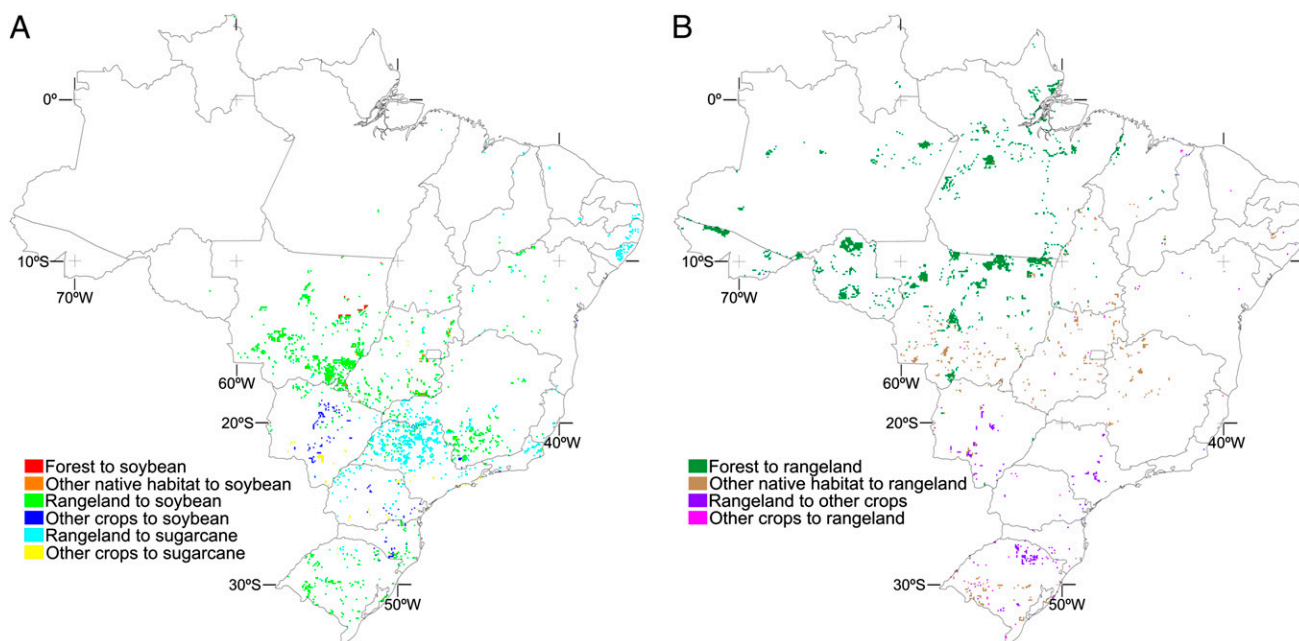 A
0º
10ºS
70ºW
60ºW
20ºS
40ºW
Forest to soybean
Other native habitat to soybean
Rangeland to soybean
Other crops to soybean
Rangeland to sugarcane
Other crops to sugarcane
30ºS
50ºW
B
0º
10ºS
70ºW
60ºW
20ºS
40ºW
Forest to rangeland
Other native habitat to rangeland
Rangeland to other crops
Other crops to rangeland
30ºS
50ºW